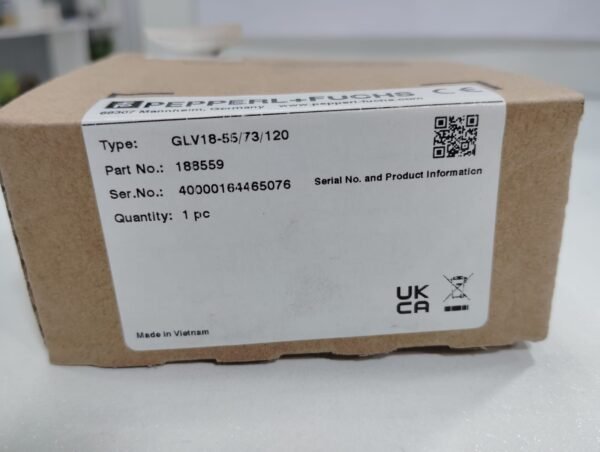 PEPPERL+FUCHS
68307 Mannheim, Germany www.pepperl-fuchs.com
Type: GLV18-55/73/120
Part No.: 188559
Ser.No.: 40000164465076
Serial No. and Product Information
Quantity: 1 pc
UK
CA
Made in Vietnam